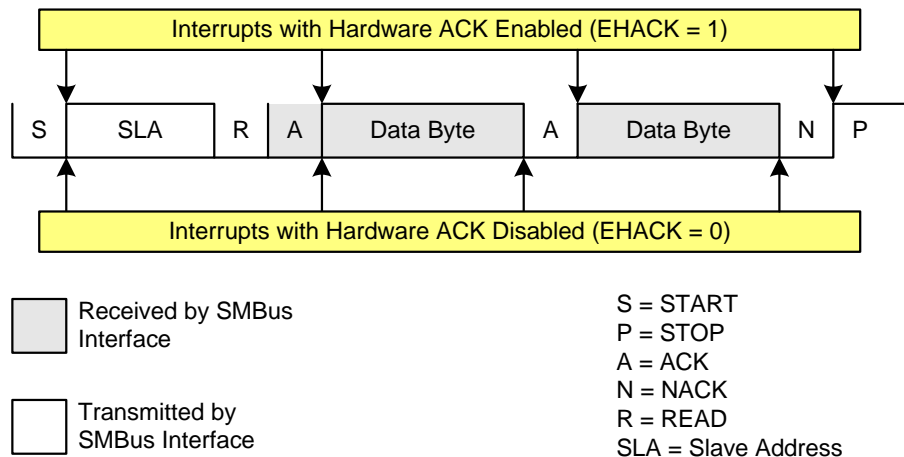 Interrupts with Hardware ACK Enabled (EHACK = 1)
S SLA R A Data Byte A Data Byte N P
Interrupts with Hardware ACK Disabled (EHACK = 0)
Received by SMBus
Interface
Transmitted by
SMBus Interface
S = START
P = STOP
A = ACK
N = NACK
R = READ
SLA = Slave Address